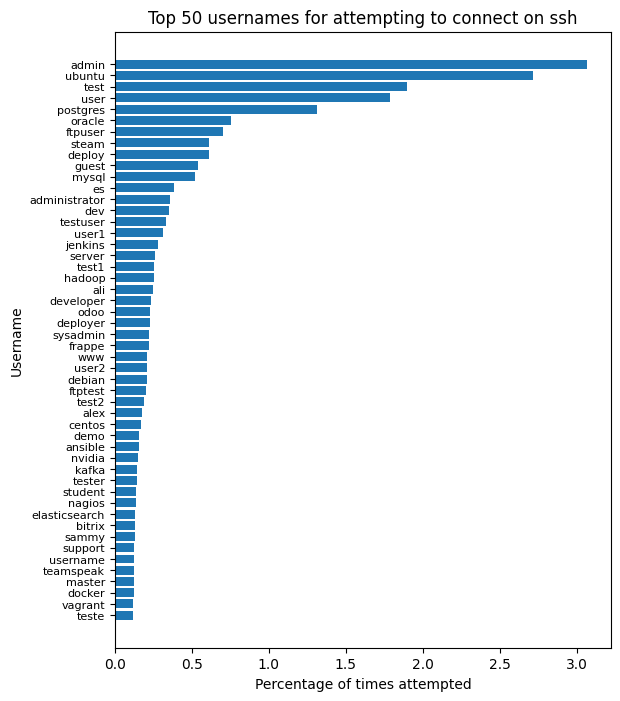 Top 50 usernames for attempting to connect on ssh
Username
admin
ubuntu
test
user
postgres
oracle
ftpuser
steam
deploy
guest
mysql
es
administrator
dev
testuser
user1
jenkins
server
test1
hadoop
ali
developer
odoo
deployer
sysadmin
frappe
www
user2
debian
ftptest
test2
alex
centos
demo
ansible
nvidia
kafka
tester
student
nagios
elasticsearch
bitrix
sammy
support
username
teamspeak
master
docker
vagrant
teste
0.0 0.5 1.0 1.5 2.0 2.5 3.0
Percentage of times attempted